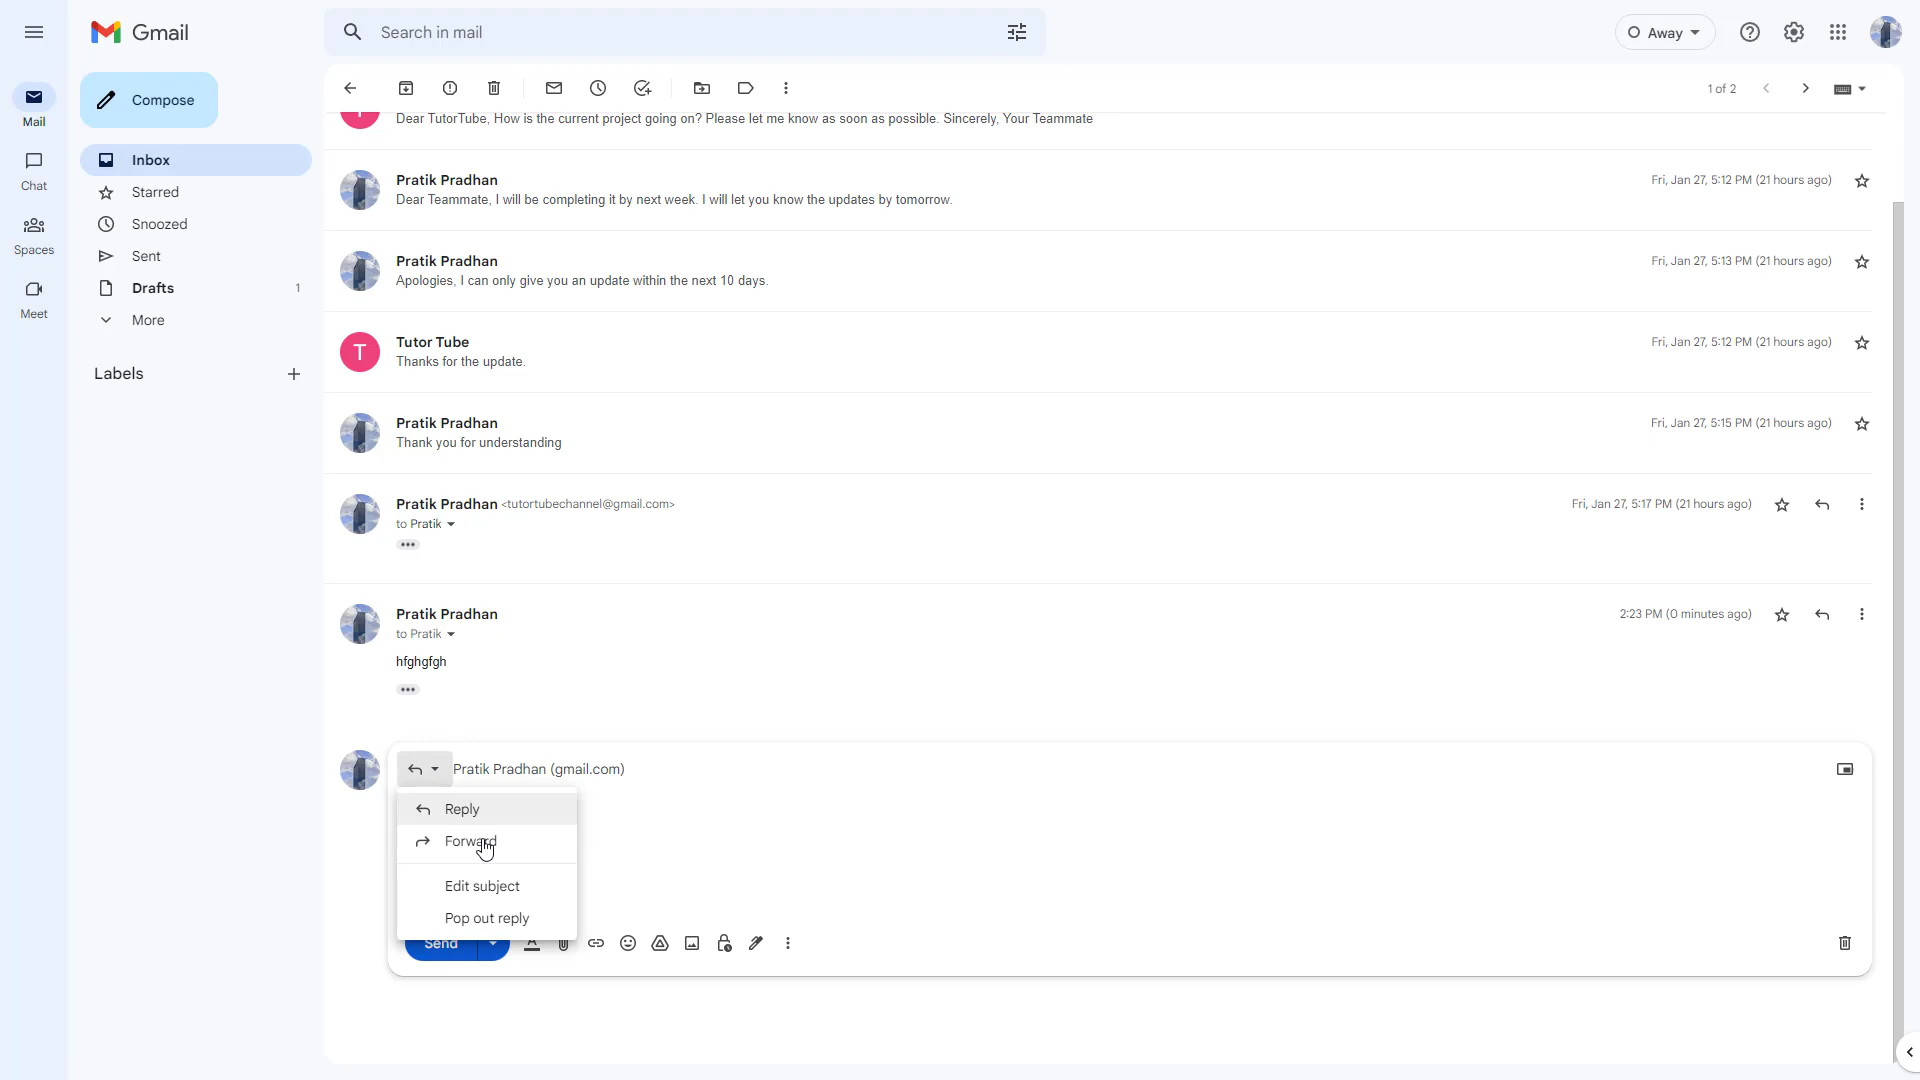 Gmail
Search in mail
Away
Compose
1 of 2
Mail
Chat
Spaces
Meet
Inbox
Starred
Snoozed
Sent
Drafts 1
More
Labels
Dear TutorTube, How is the current project going on? Please let me know as soon as possible. Sincerely, Your Teammate
Pratik Pradhan Fri, Jan 27, 5:12 PM (21 hours ago)
Dear Teammate, I will be completing it by next week. I will let you know the updates by tomorrow.
Pratik Pradhan Fri, Jan 27, 5:13 PM (21 hours ago)
Apologies, I can only give you an update within the next 10 days.
T
Tutor Tube Fri, Jan 27, 5:12 PM (21 hours ago)
Thanks for the update.
Pratik Pradhan Fri, Jan 27, 5:15 PM (21 hours ago)
Thank you for understanding
Pratik Pradhan <tutortubechannel@gmail.com> Fri, Jan 27, 5:17 PM (21 hours ago)
to Pratik
Pratik Pradhan 2:23 PM (0 minutes ago)
to Pratik
hfghgfgh
Pratik Pradhan (gmail.com)
Reply
Forward
Edit subject
Pop out reply
Send